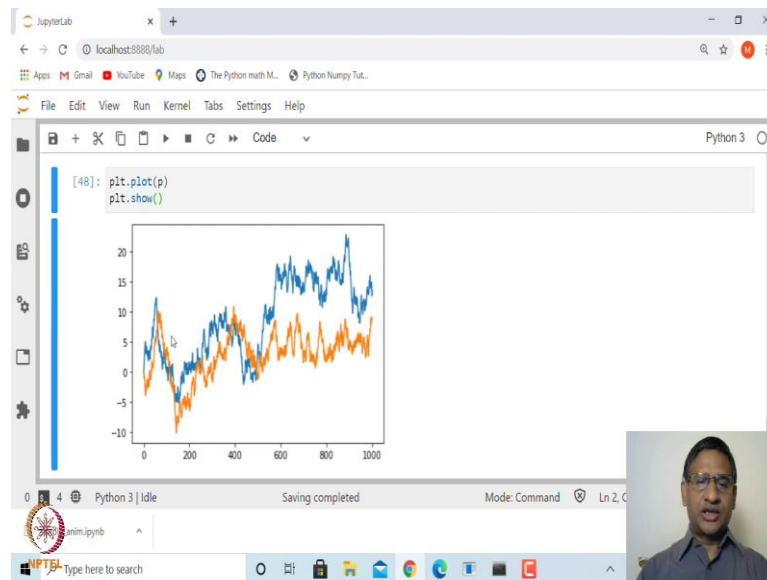 JupyterLab
localhost:8888/lab
Apps Gmail YouTube Maps The Python math M... Python Numpy Tut...
M
File Edit View Run Kernel Tabs Settings Help
Code Python 3
[48]: plt.plot(p)
plt.show()
20
15
10
5
0
−5
−10
0 200 400 600 800 1000
0 4 Python 3 | Idle Saving completed Mode: Command Ln 2, C
anim.ipynb
NPTEL Type here to search